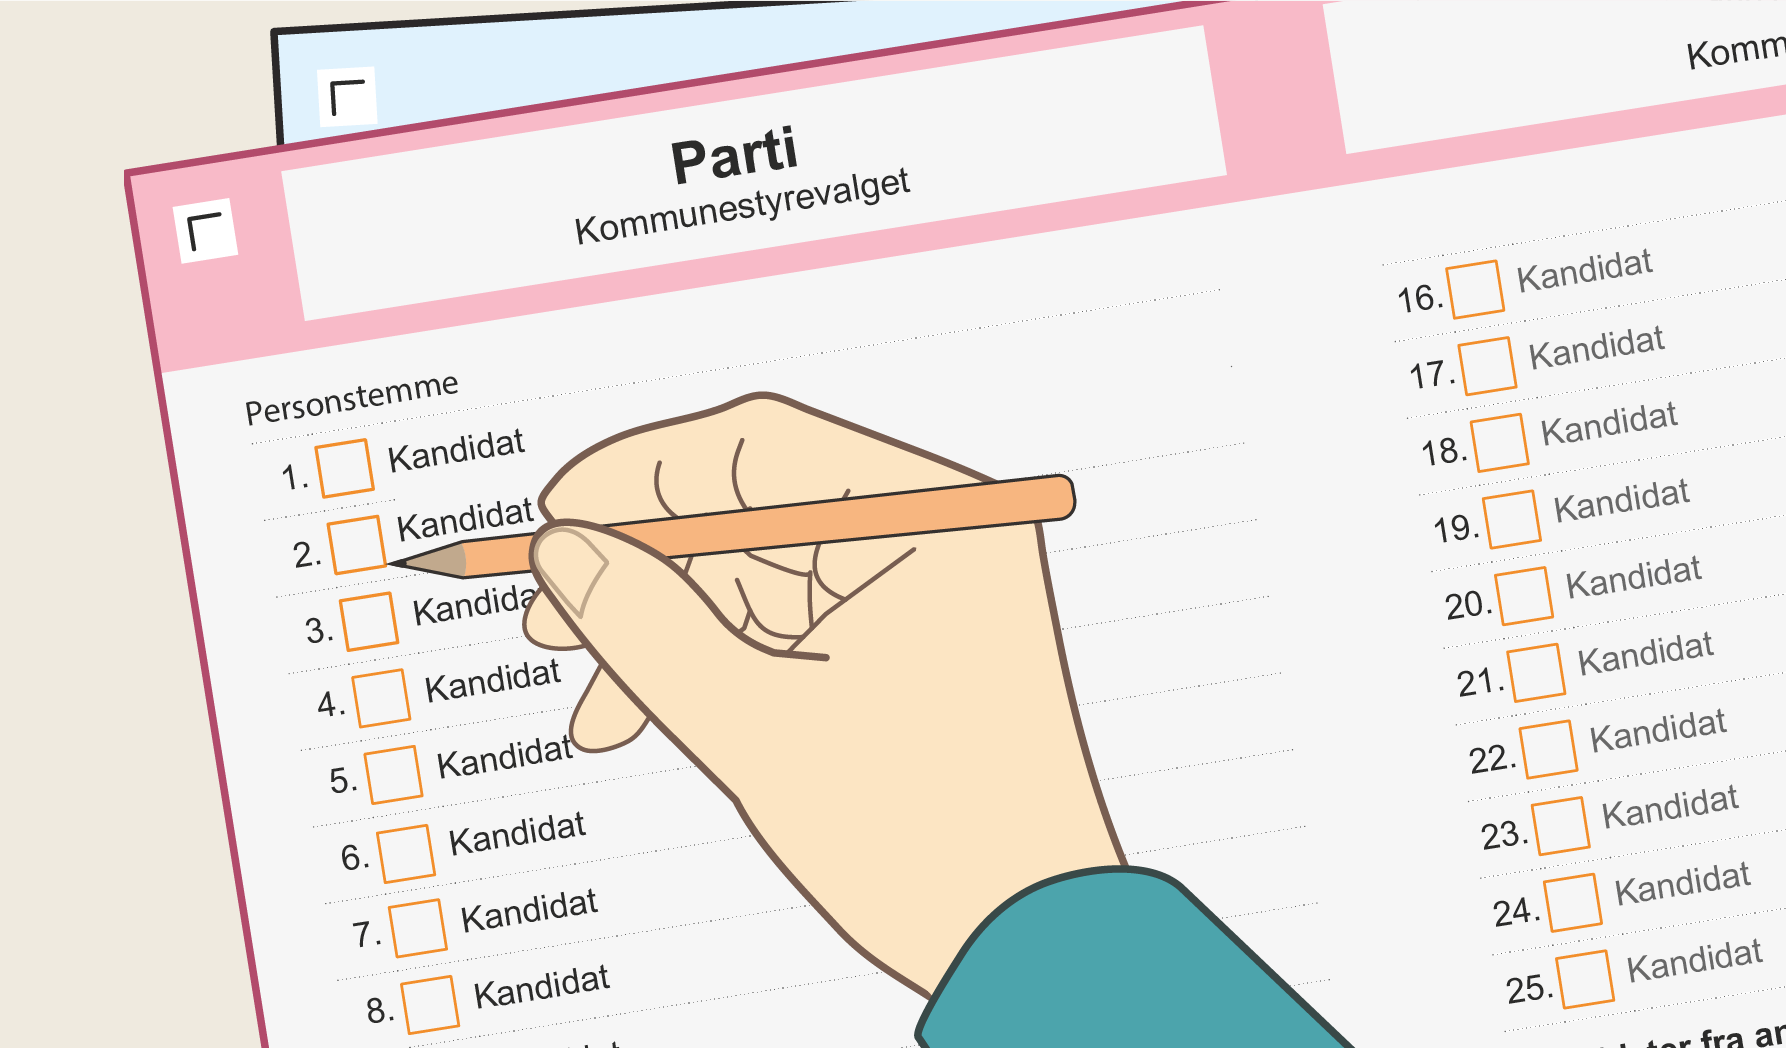 Parti
Kommunestyrevalget
Personstemme
1. Kandidat
2. Kandidat
3.
4. Kandidat
5. Kandidat
6. Kandidat
7. Kandidat
8. Kandidat
16. Kandidat
17. Kandidat
18. Kandidat
19. Kandidat
20. Kandidat
21. Kandidat
22. Kandidat
23. Kandidat
24. Kandidat
25. Kandidat
fra